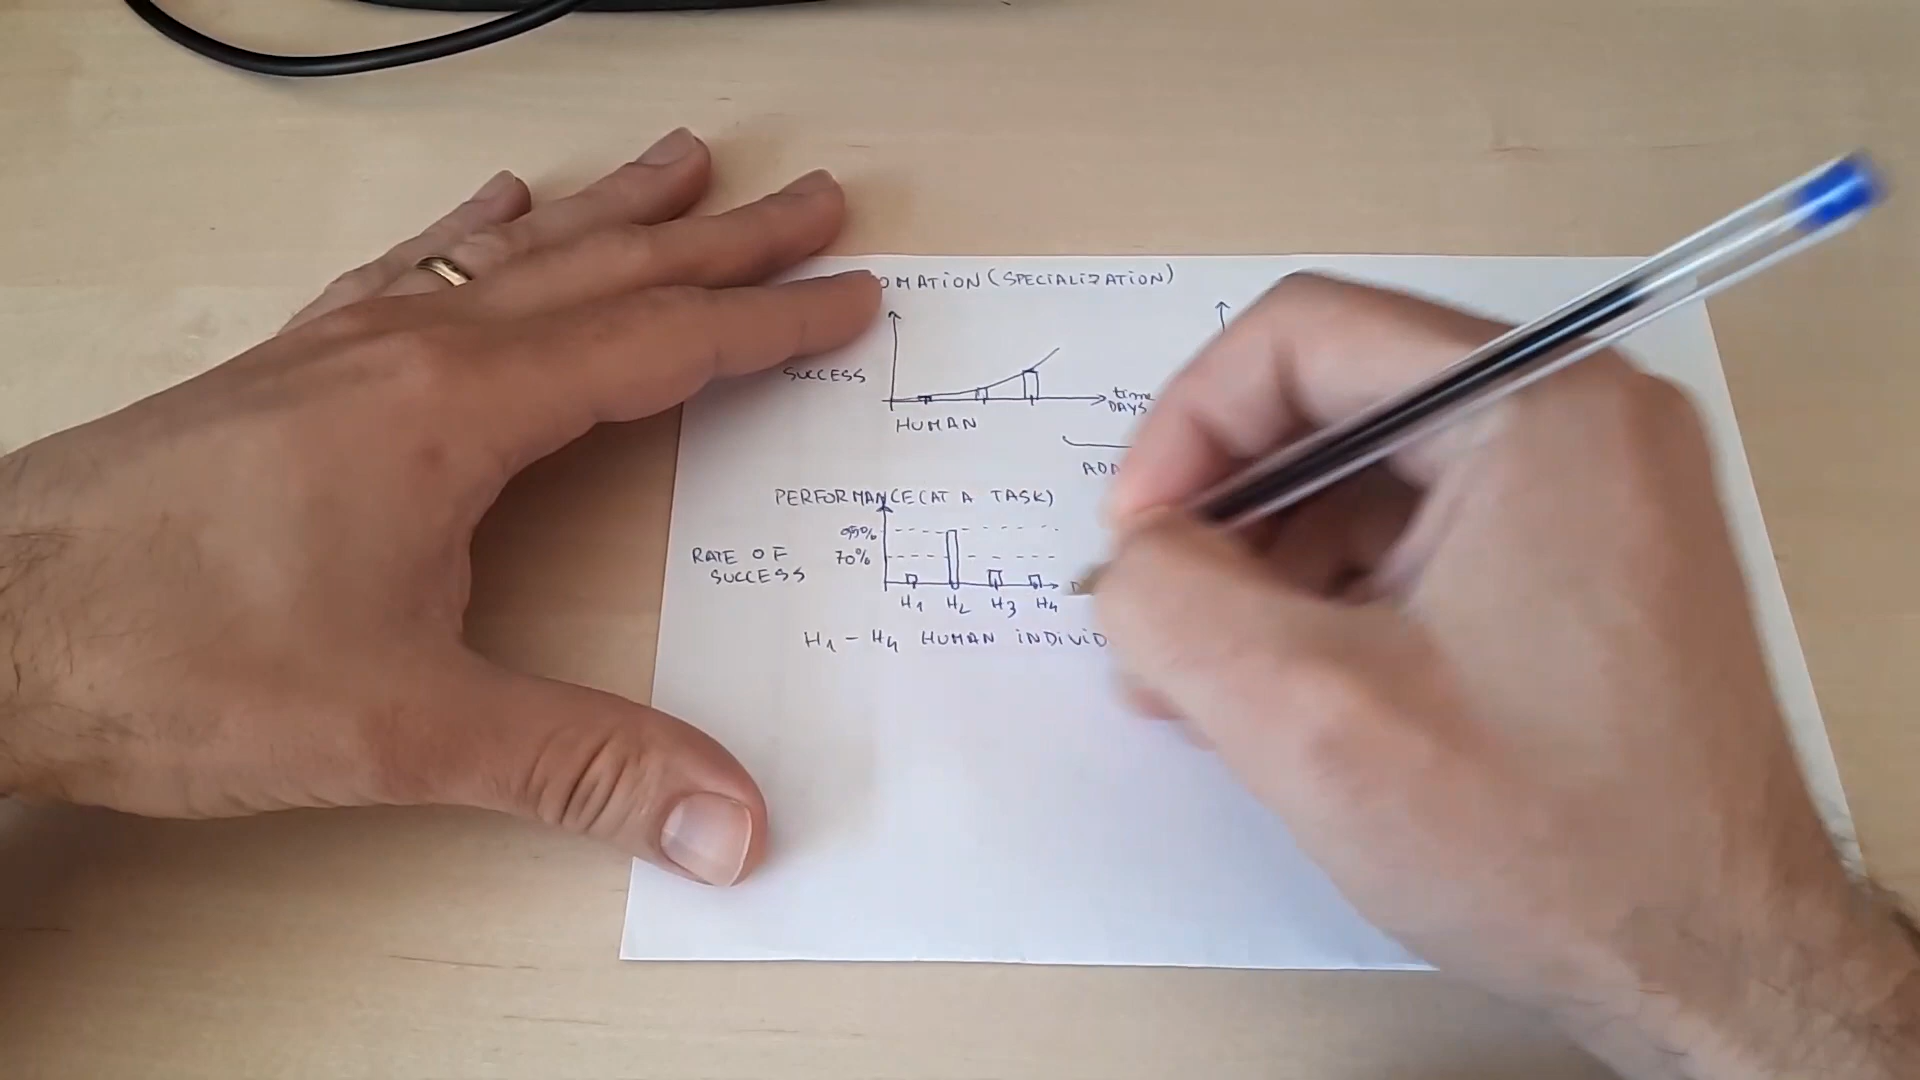 OMATION (SPECIALIZATION)
SUCCESS
time
DAYS
HUMAN
ADA
PERFORMANCE (AT A TASK)
99%
70%
RATE OF
SUCCESS
H1 H2 H3 H4
H1 - H4 HUMAN INDIVID